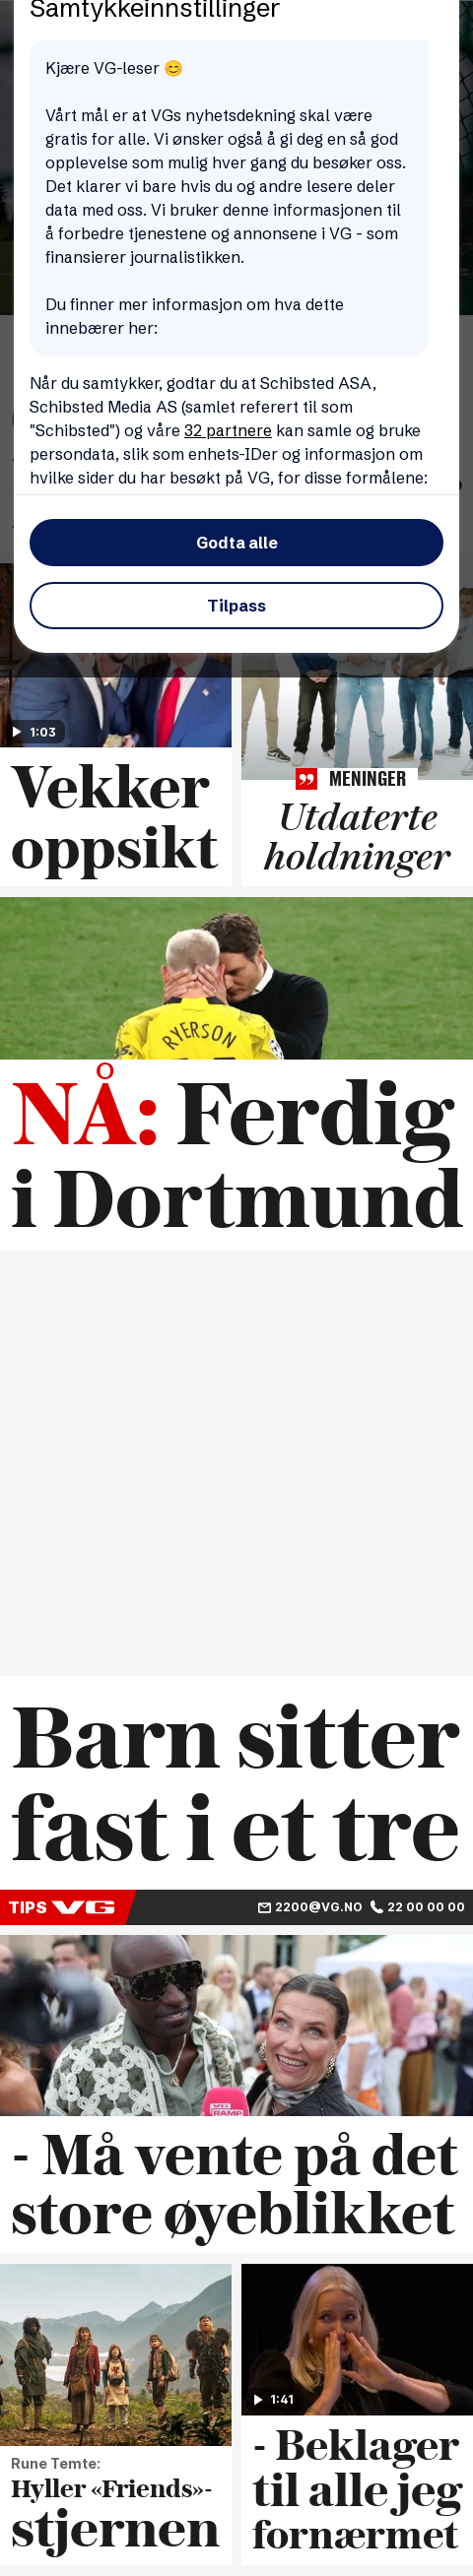 Samtykkeinnstillinger
Kjære VG-leser 😊
Vårt mål er at VGs nyhetsdekning skal være
gratis for alle. Vi ønsker også å gi deg en så god
opplevelse som mulig hver gang du besøker oss.
Det klarer vi bare hvis du og andre lesere deler
data med oss. Vi bruker denne informasjonen til
å forbedre tjenestene og annonsene i VG - som
finansierer journalistikken.
Du finner mer informasjon om hva dette
innebærer her:
Når du samtykker, godtar du at Schibsted ASA,
Schibsted Media AS (samlet referert til som
"Schibsted") og våre 32 partnere kan samle og bruke
persondata, slik som enhets-IDer og informasjon om
hvilke sider du har besøkt på VG, for disse formålene:
Godta alle
Tilpass
1:03
Vekker
oppsikt
MENINGER
Utdaterte
holdninger
RYERSON
NÅ: Ferdig
i Dortmund
Barn sitter
fast i et tre
TIPS VG 2200@VG.NO 22 00 00 00
VG
RAMP
- Må vente på det
store øyeblikket
Rune Temte:
Hyller «Friends»-
stjernen
1:41
- Beklager
til alle jeg
fornærmet